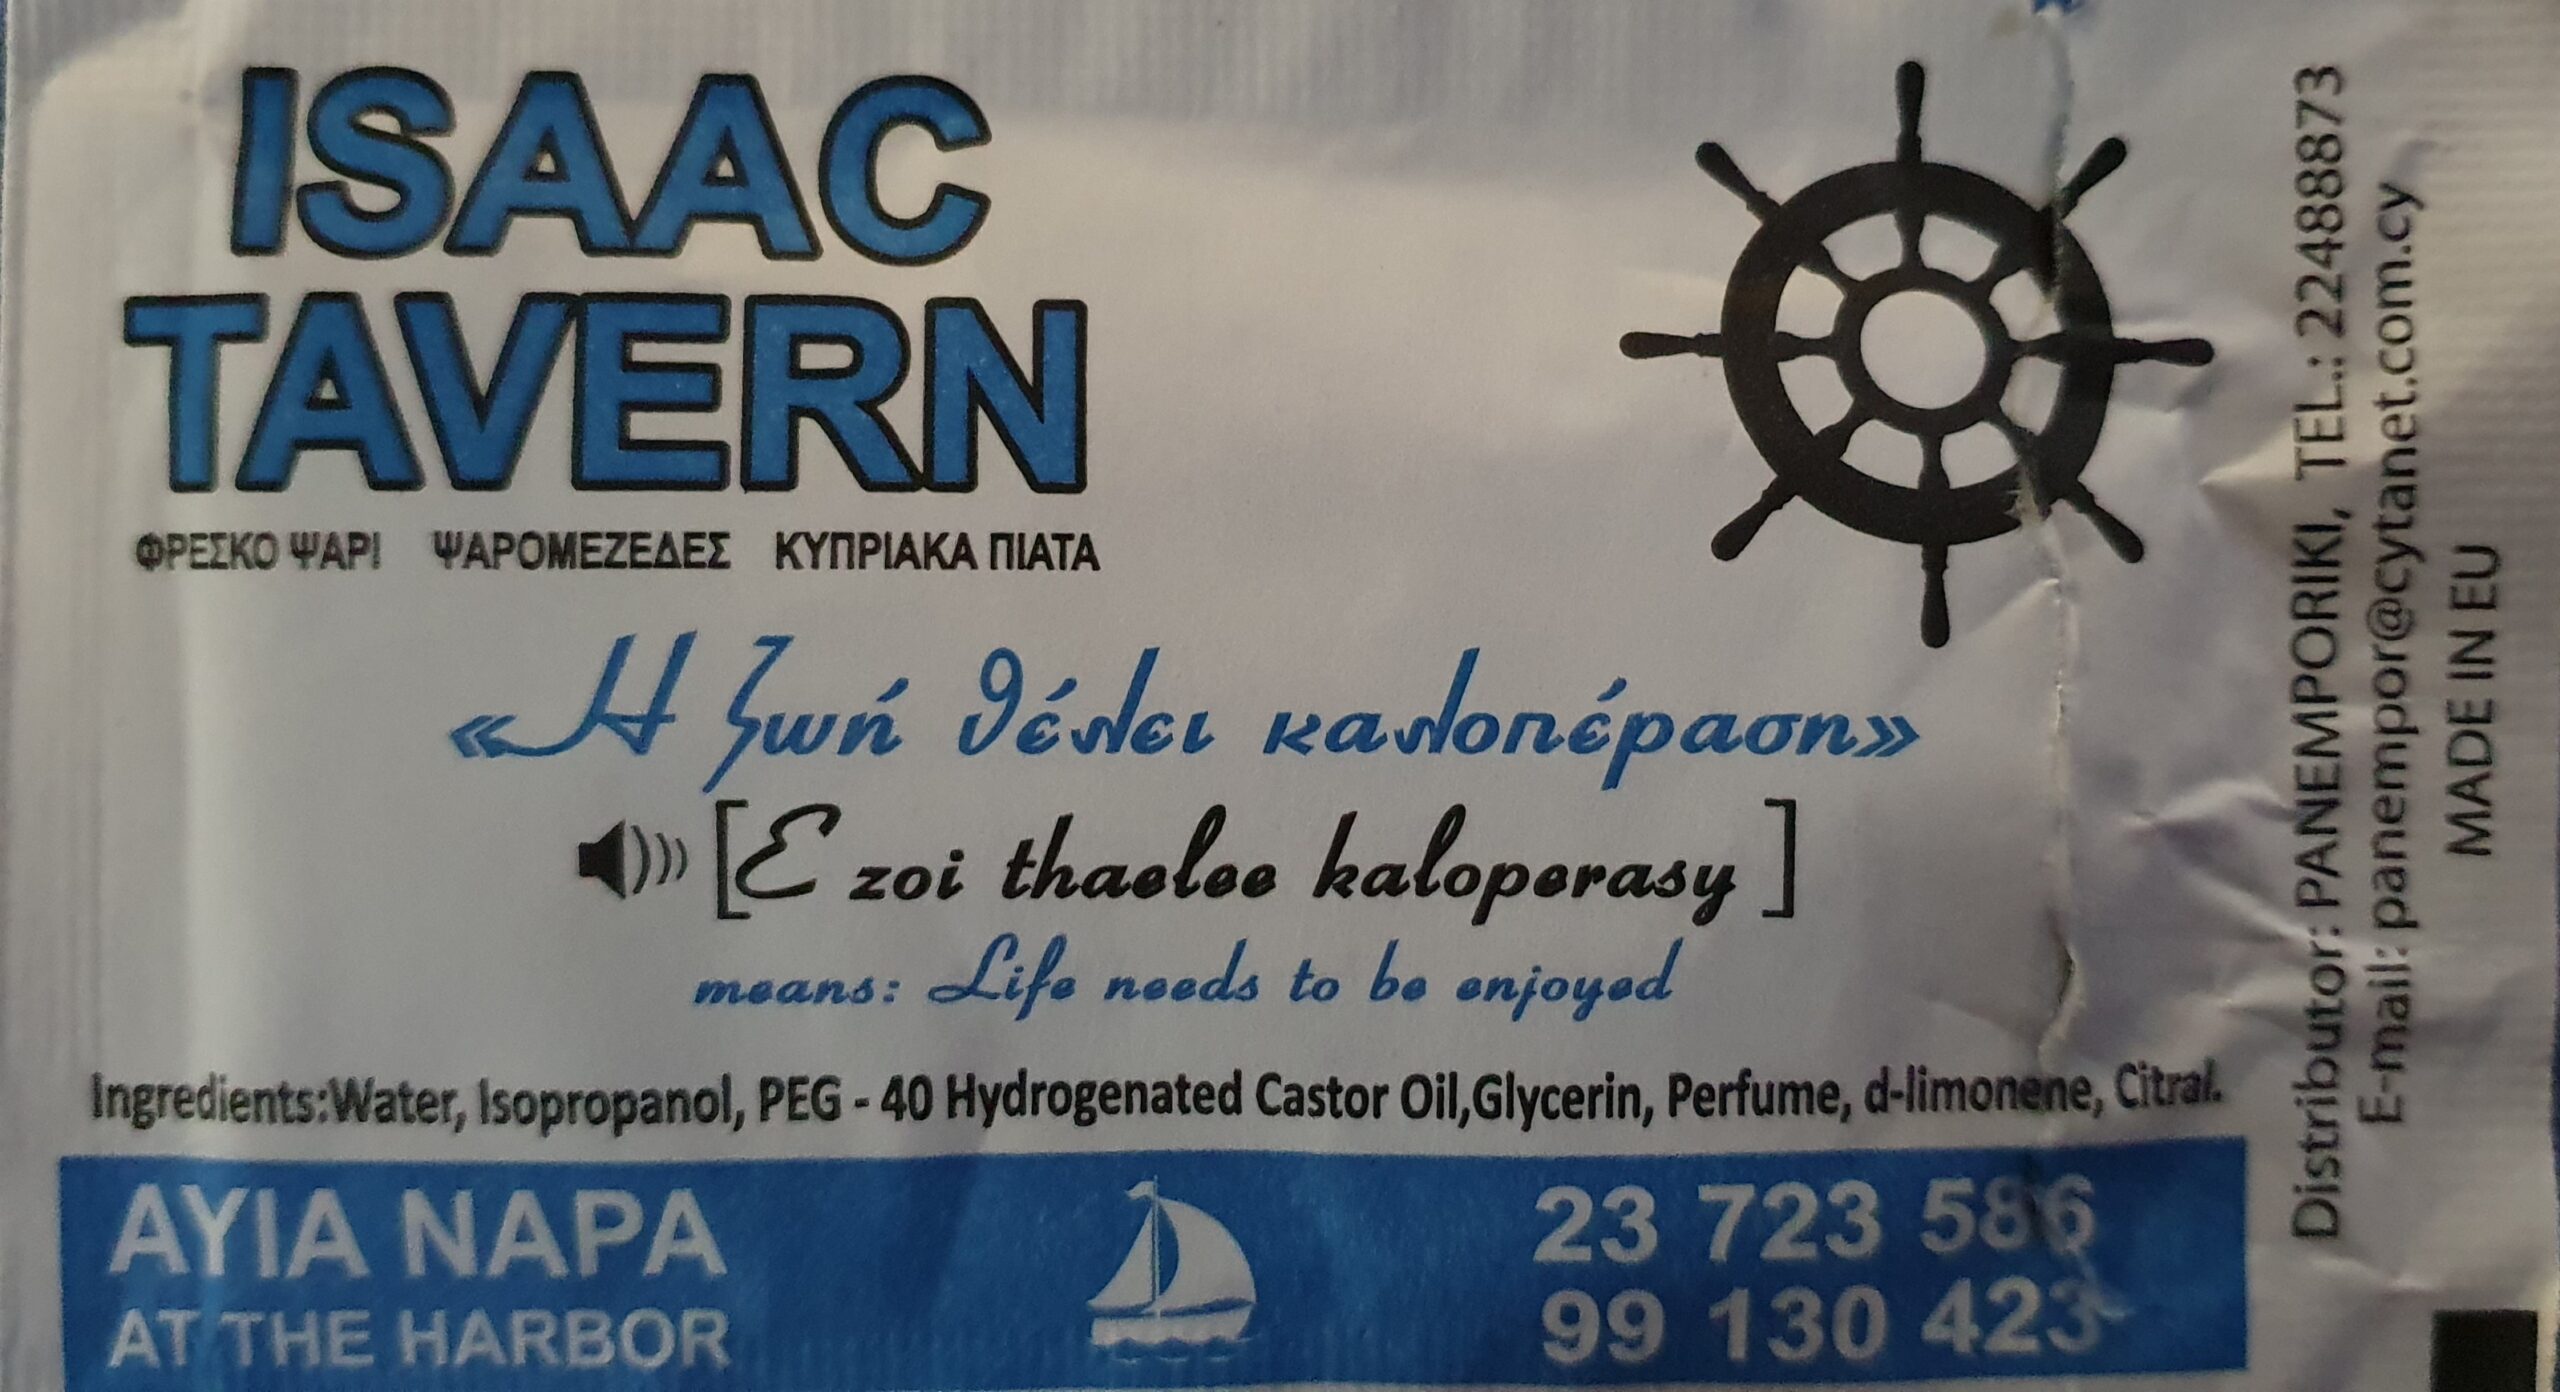 ISAAC
TAVERN
ΦΡΕΣΚΟ ΨΑΡΙ ΨΑΡΟΜΕΖΕΔΕΣ ΚΥΠΡΙΑΚΑ ΠΙΑΤΑ
«Η ζωή θέλει καλοπέραση»
[E zoi thaelee kaloperasy]
means: Life needs to be enjoyed
Ingredients:Water, Isopropanol, PEG - 40 Hydrogenated Castor Oil,Glycerin, Perfume, d-limonene, Citral.
AYIA NAPA
AT THE HARBOR
23 723 586
99 130 423
Distributor: PANEMPORIKI, TEL.: 22488873
E-mail: panempor@cytanet.com.cy
MADE IN EU